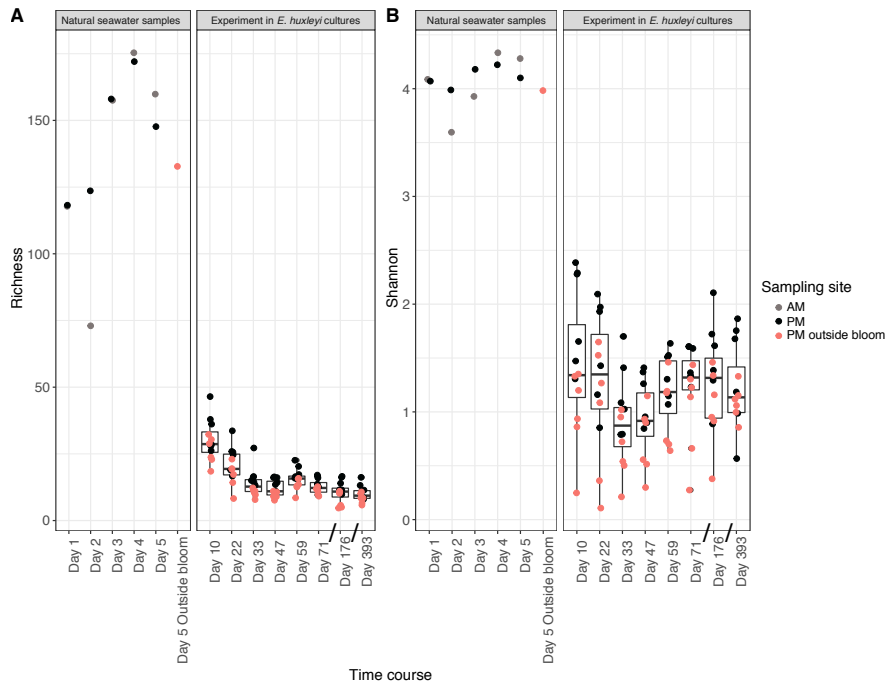 A
Natural seawater samples
Experiment in E. huxleyi cultures
Richness
150
100
50
0
Day 1
Day 2
Day 3
Day 4
Day 5
Day 5 Outside bloom
Day 10
Day 22
Day 33
Day 47
Day 59
Day 71
Day 176
Day 393
B
Natural seawater samples
Experiment in E. huxleyi cultures
Shannon
4
3
2
1
0
Day 1
Day 2
Day 3
Day 4
Day 5
Day 5 Outside bloom
Day 10
Day 22
Day 33
Day 47
Day 59
Day 71
Day 176
Day 393
Time course
Sampling site
AM
PM
PM outside bloom